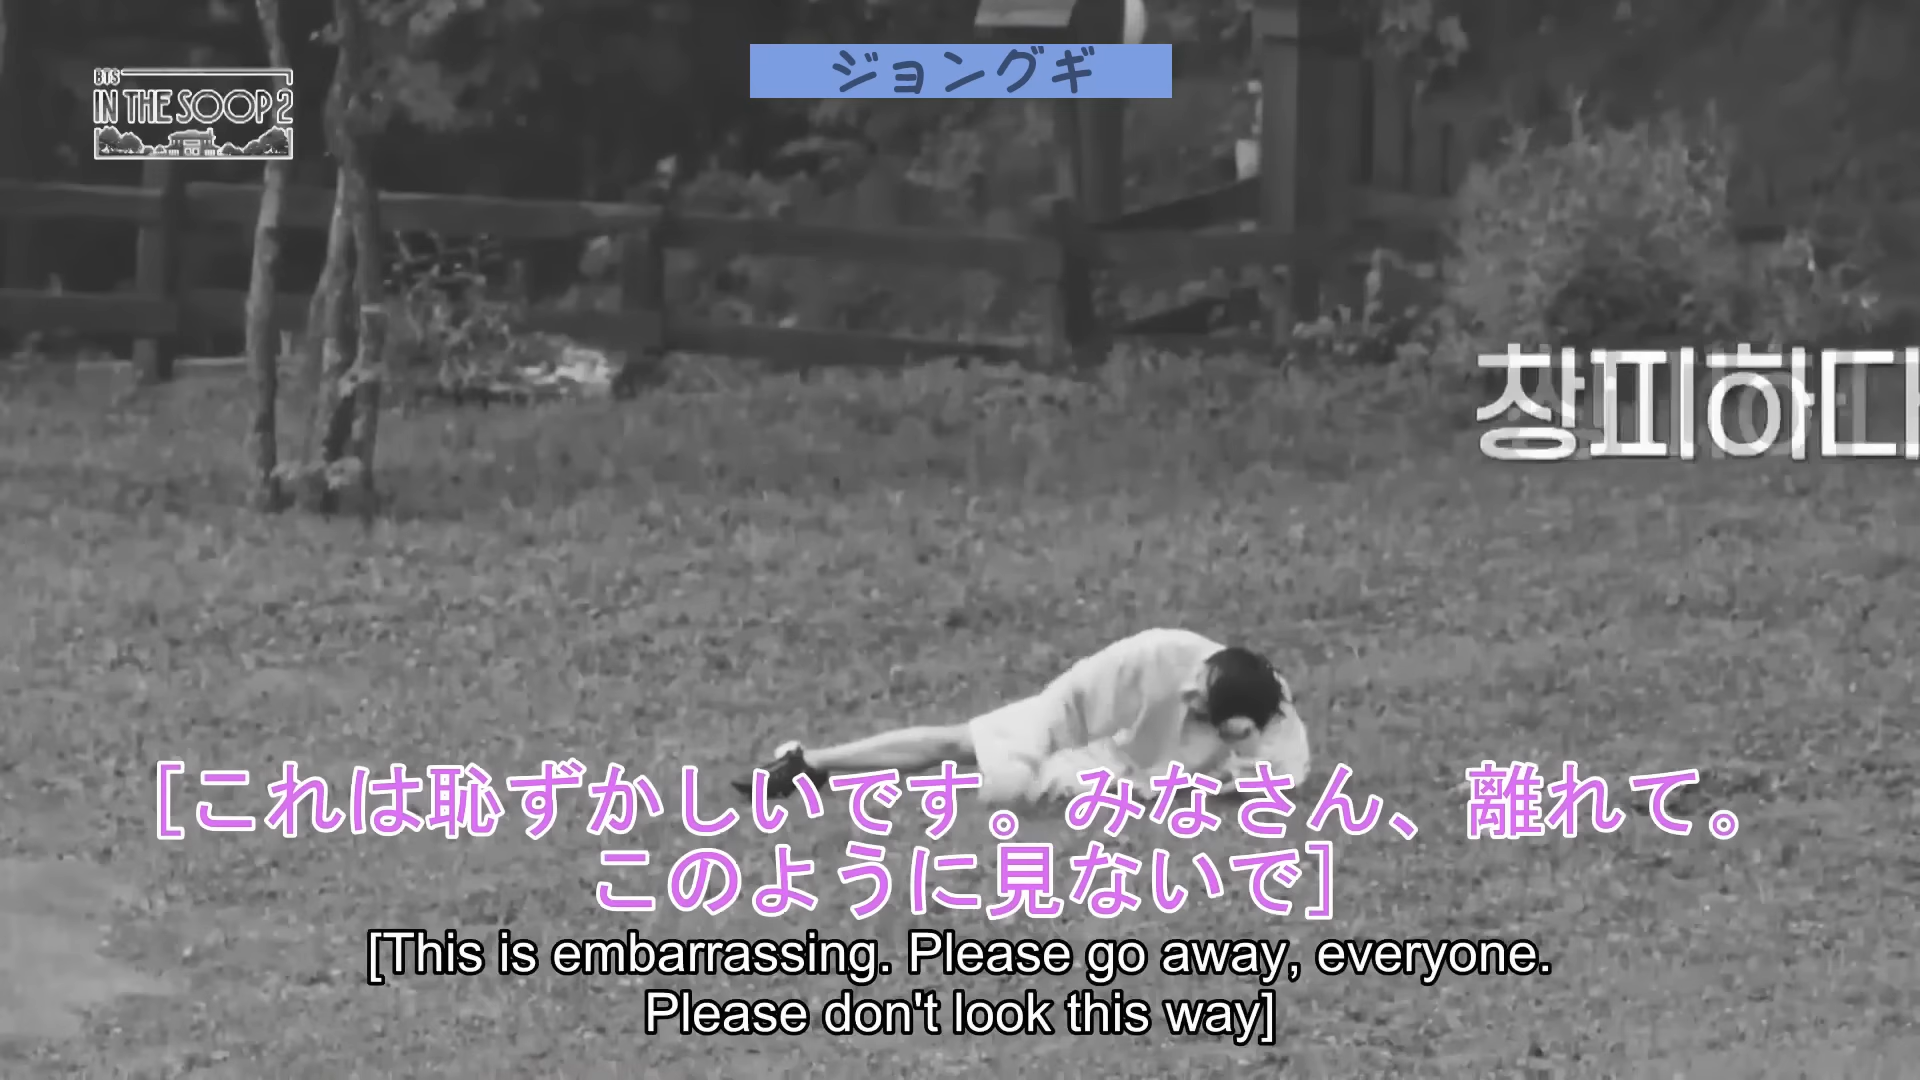 ジョングギ
BTS
IN THE SOOP 2
창피하다
[これは恥ずかしいです。みなさん、離れて。
このように見ないで]
[This is embarrassing. Please go away, everyone.
Please don't look this way]